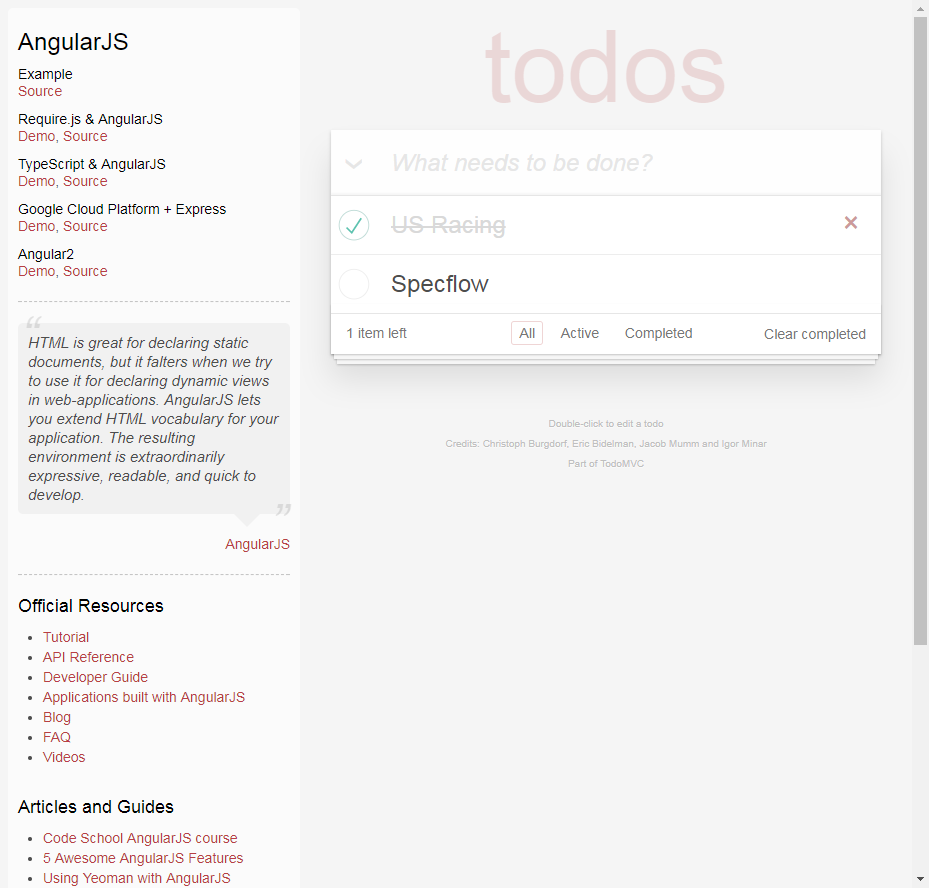 AngularJS
Example
Source
Require.js & AngularJS
Demo, Source
TypeScript & AngularJS
Demo, Source
Google Cloud Platform + Express
Demo, Source
Angular2
Demo, Source
“
HTML is great for declaring static
documents, but it falters when we try
to use it for declaring dynamic views
in web-applications. AngularJS lets
you extend HTML vocabulary for your
application. The resulting
environment is extraordinarily
expressive, readable, and quick to
develop.
”
AngularJS
Official Resources
• Tutorial
• API Reference
• Developer Guide
• Applications built with AngularJS
• Blog
• FAQ
• Videos
Articles and Guides
• Code School AngularJS course
• 5 Awesome AngularJS Features
• Using Yeoman with AngularJS
todos
What needs to be done?
US Racing
Specflow
1 item left All Active Completed Clear completed
Double-click to edit a todo
Credits: Christoph Burgdorf, Eric Bidelman, Jacob Mumm and Igor Minar
Part of TodoMVC